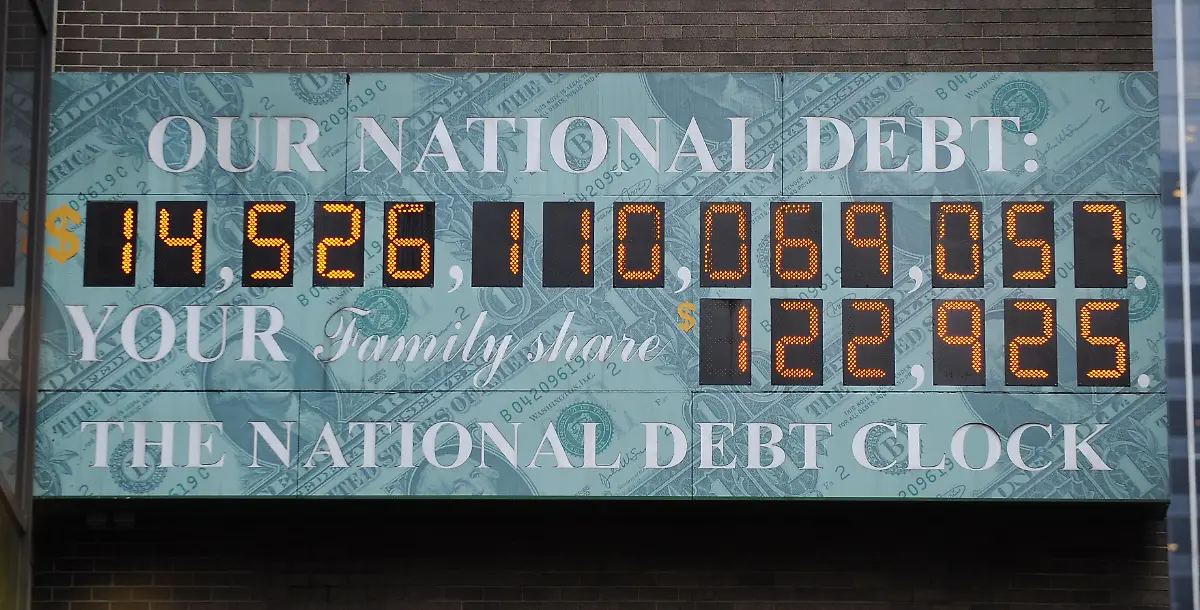 OUR NATIONAL DEBT:
$14,526,110,069,057.
YOUR Family share $122,925.
THE NATIONAL DEBT CLOCK